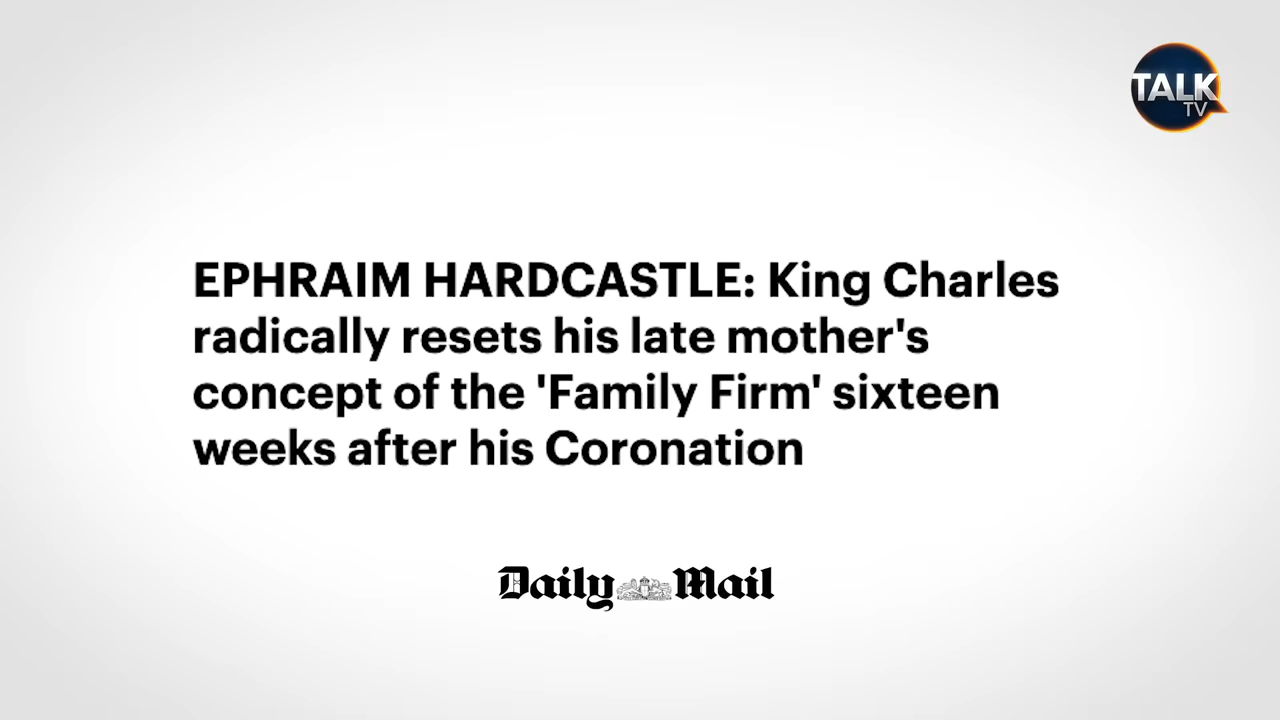 TALK
TV
EPHRAIM HARDCASTLE: King Charles
radically resets his late mother's
concept of the 'Family Firm' sixteen
weeks after his Coronation
Daily Mail